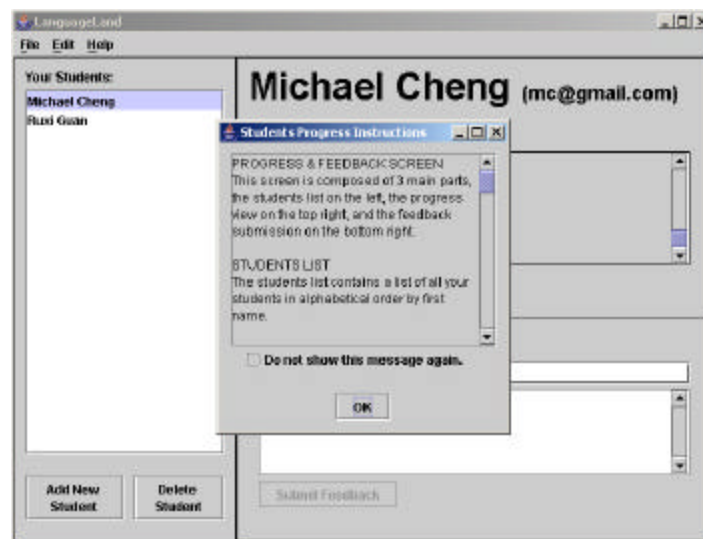 LanguageLand
File Edit Help
Your Students:
Michael Cheng
Ruxi Guan
Michael Cheng (mc@gmail.com)
Students Progress Instructions
PROGRESS & FEEDBACK SCREEN
This screen is composed of 3 main parts,
the students list on the left, the progress
view on the top right, and the feedback
submission on the bottom right.
STUDENTS LIST
The students list contains a list of all your
students in alphabetical order by first
name.
Do not show this message again.
OK
Add New
Student
Delete
Student
Submit Feedback